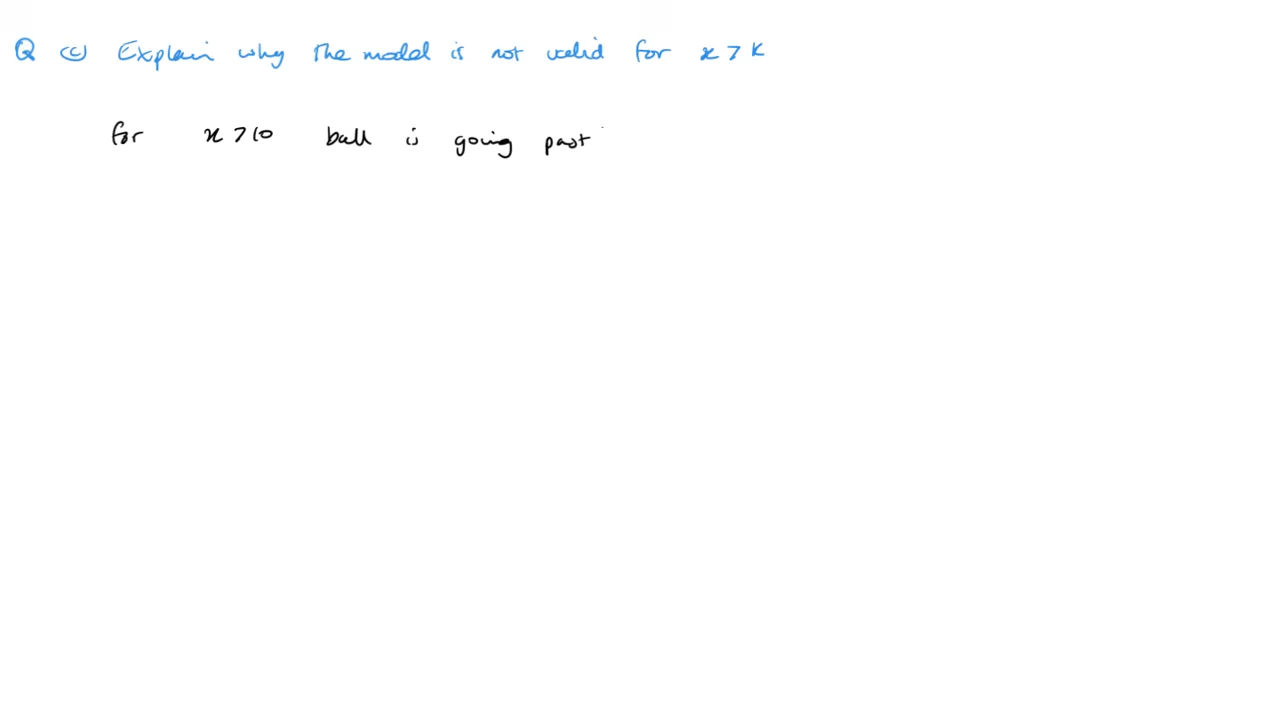 Q (c) Explain why the model is not valid for x > K
for x > 10 ball is going past